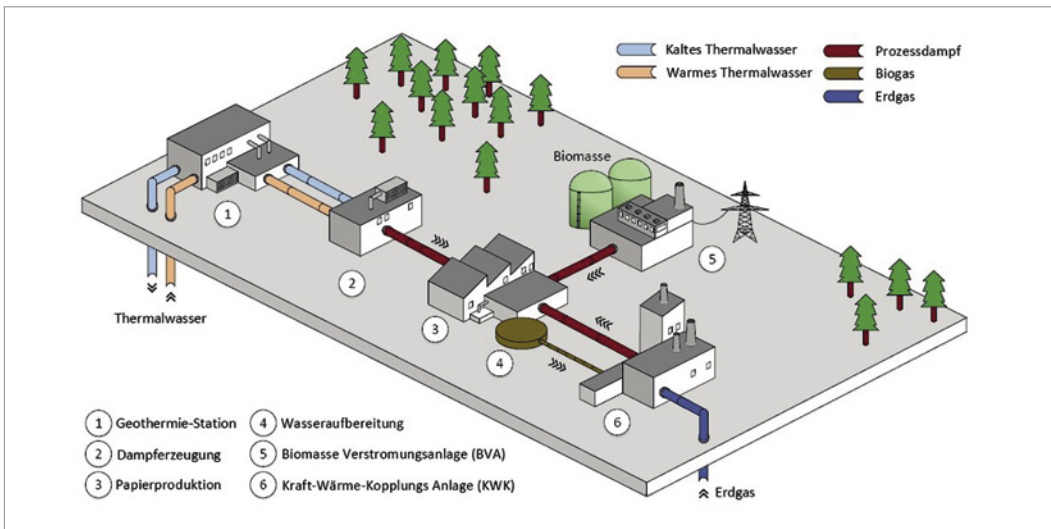 Kaltes Thermalwasser
Warmes Thermalwasser
Prozessdampf
Biogas
Erdgas
Biomasse
1
2
3
4
5
6
Thermalwasser
Erdgas
1 Geothermie-Station
2 Dampferzeugung
3 Papierproduktion
4 Wasseraufbereitung
5 Biomasse Verstromungsanlage (BVA)
6 Kraft-Wärme-Kopplungs Anlage (KWK)